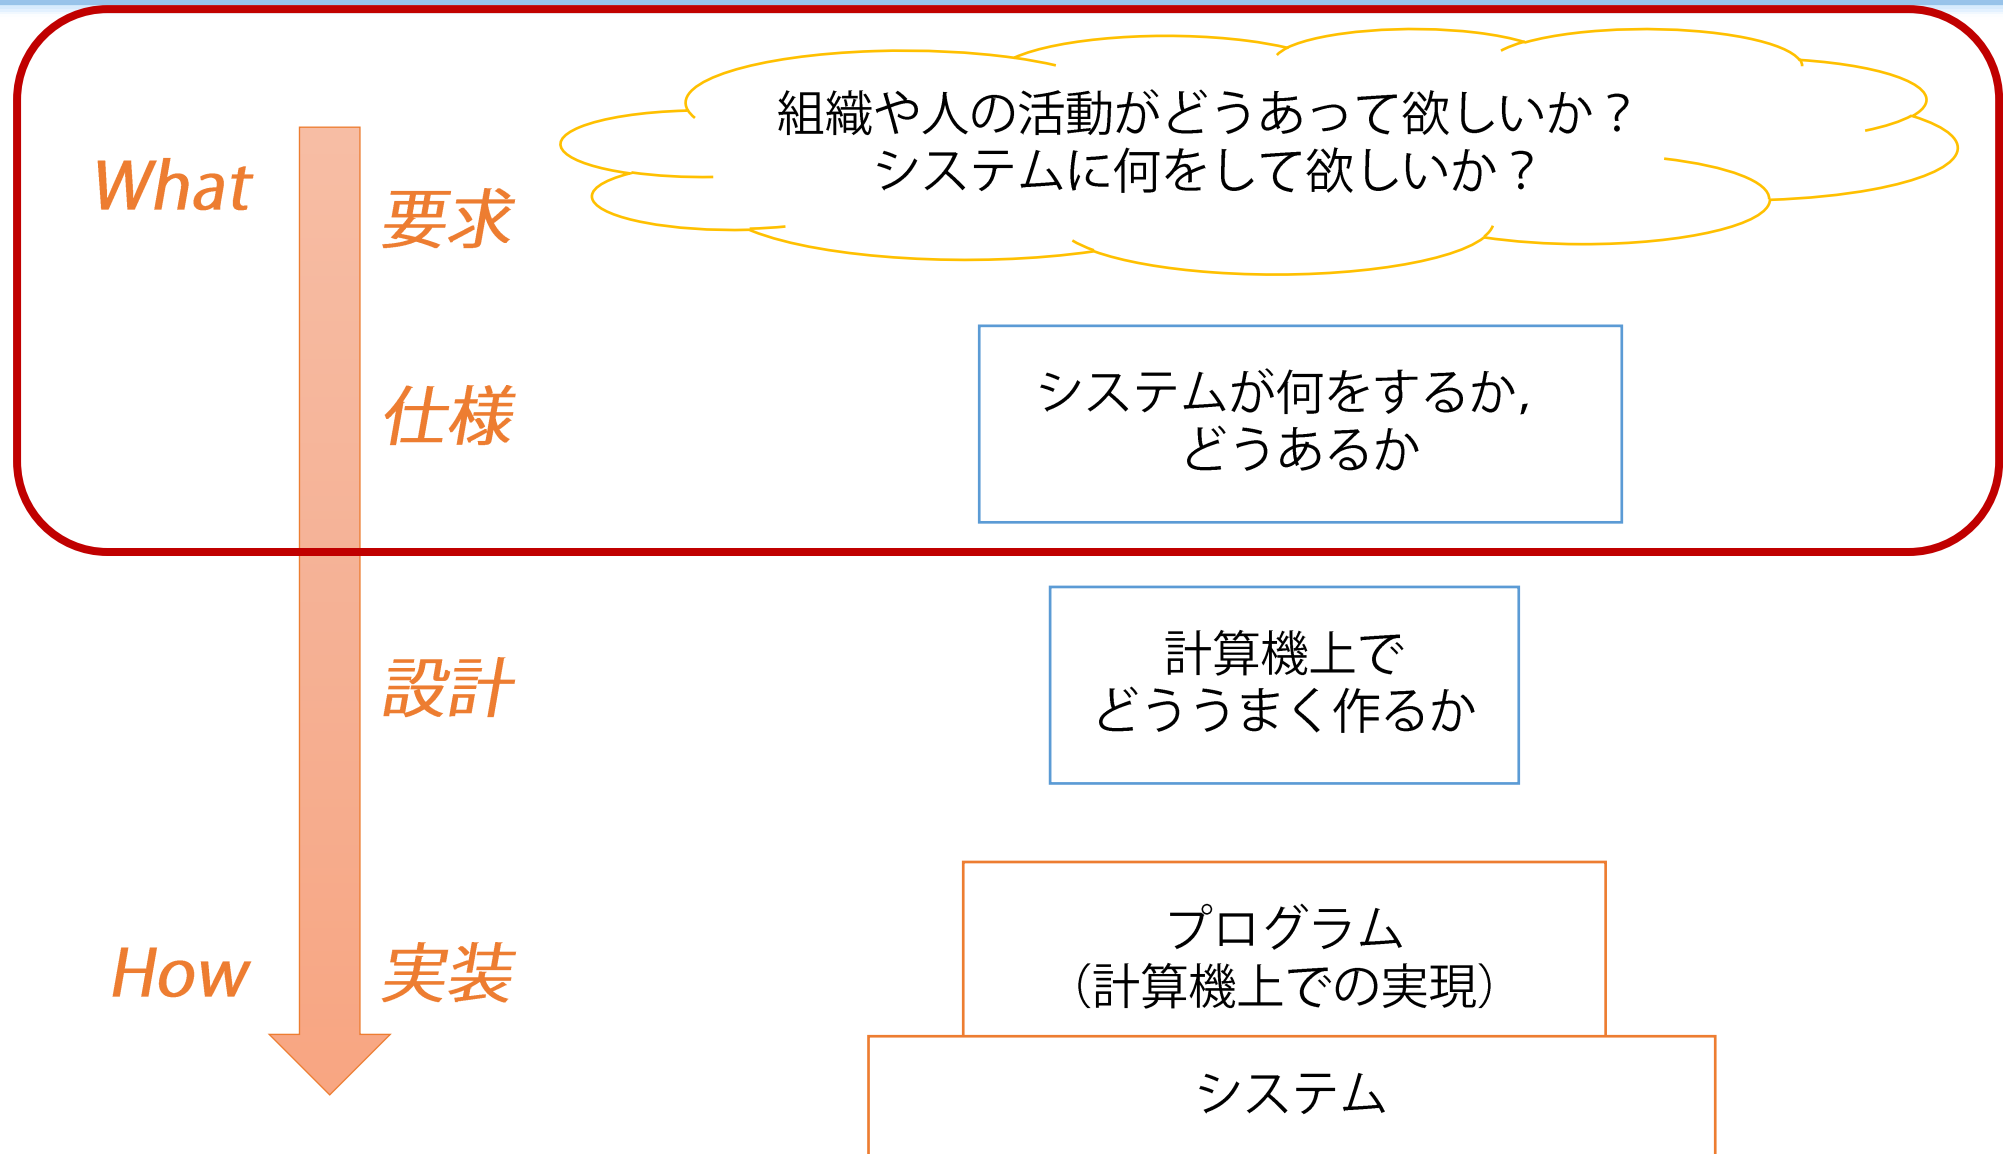 What
要求
組織や人の活動がどうあって欲しいか？
システムに何をして欲しいか？
仕様
システムが何をするか,
どうあるか
設計
計算機上で
どううまく作るか
How
実装
プログラム
（計算機上での実現）
システム